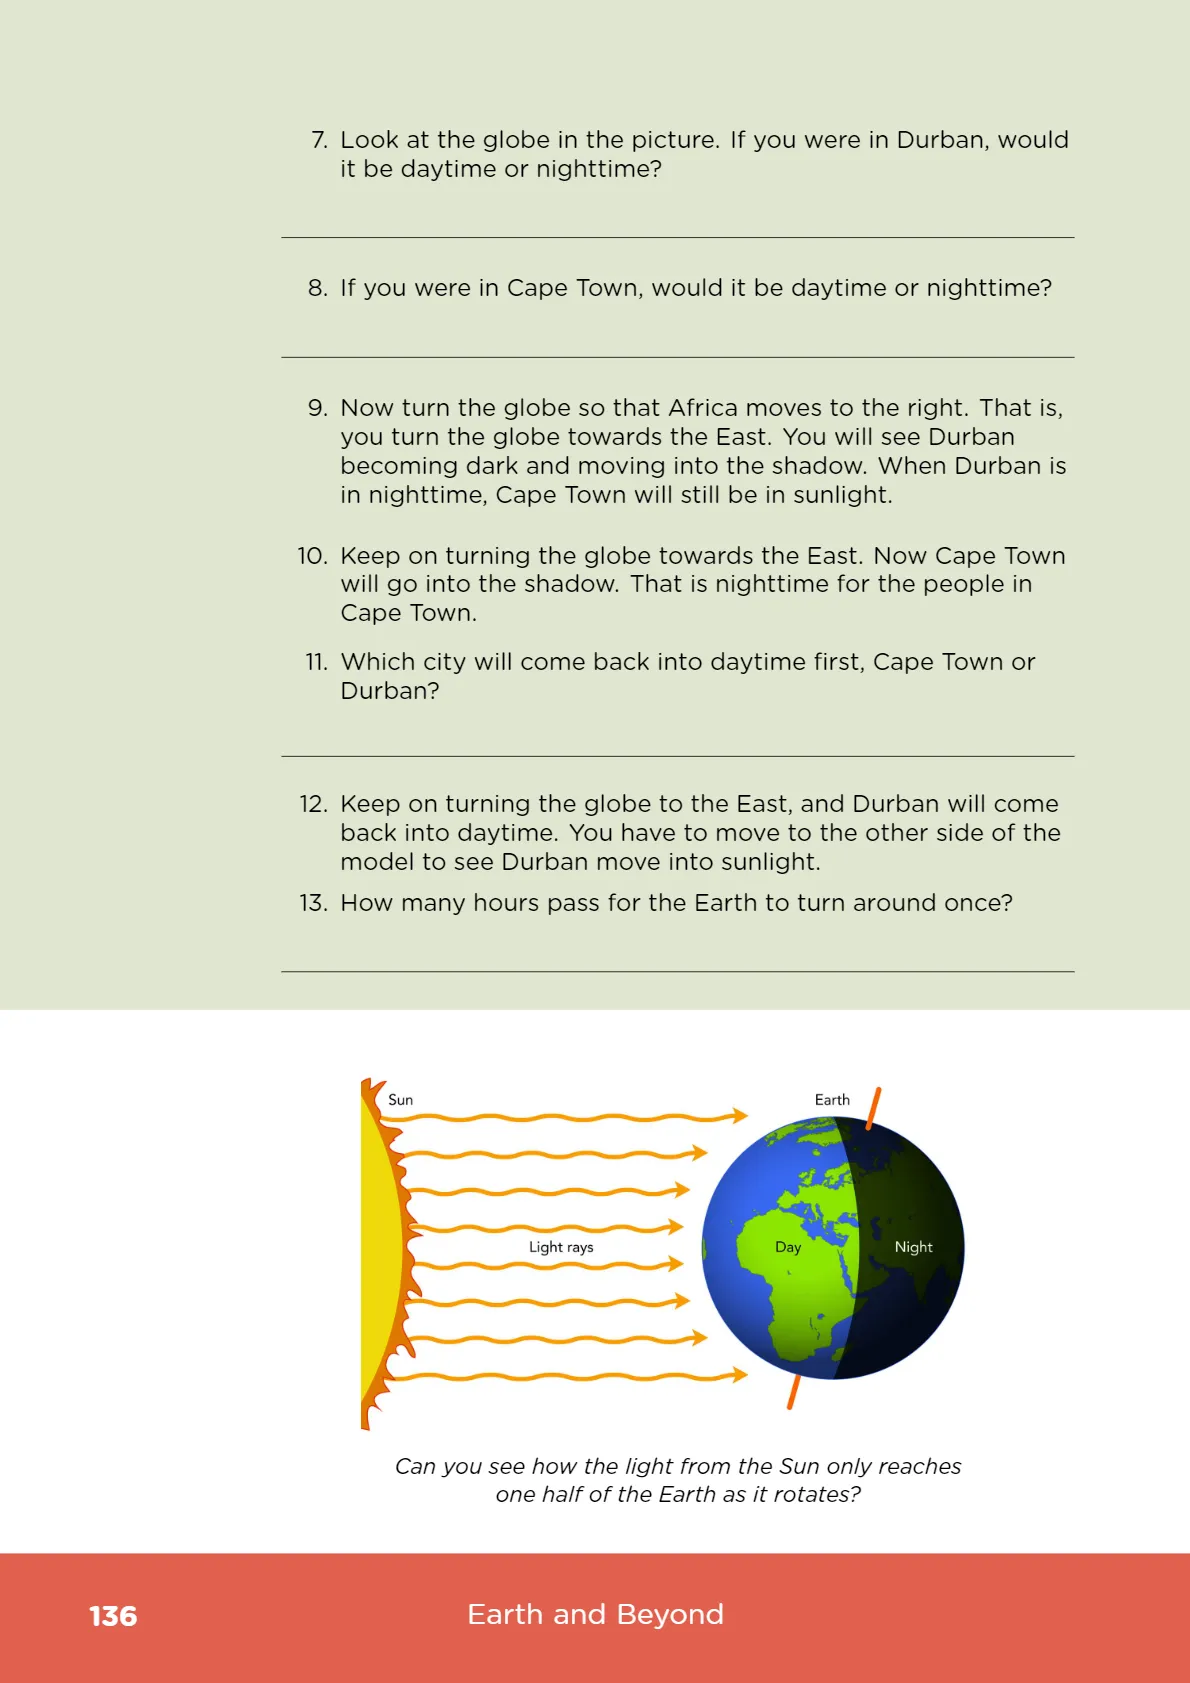 7. Look at the globe in the picture. If you were in Durban, would
it be daytime or nighttime?
8. If you were in Cape Town, would it be daytime or nighttime?
9. Now turn the globe so that Africa moves to the right. That is,
you turn the globe towards the East. You will see Durban
becoming dark and moving into the shadow. When Durban is
in nighttime, Cape Town will still be in sunlight.
10. Keep on turning the globe towards the East. Now Cape Town
will go into the shadow. That is nighttime for the people in
Cape Town.
11. Which city will come back into daytime first, Cape Town or
Durban?
12. Keep on turning the globe to the East, and Durban will come
back into daytime. You have to move to the other side of the
model to see Durban move into sunlight.
13. How many hours pass for the Earth to turn around once?
Sun
Earth
Light rays
Day
Night
Can you see how the light from the Sun only reaches
one half of the Earth as it rotates?
136
Earth and Beyond